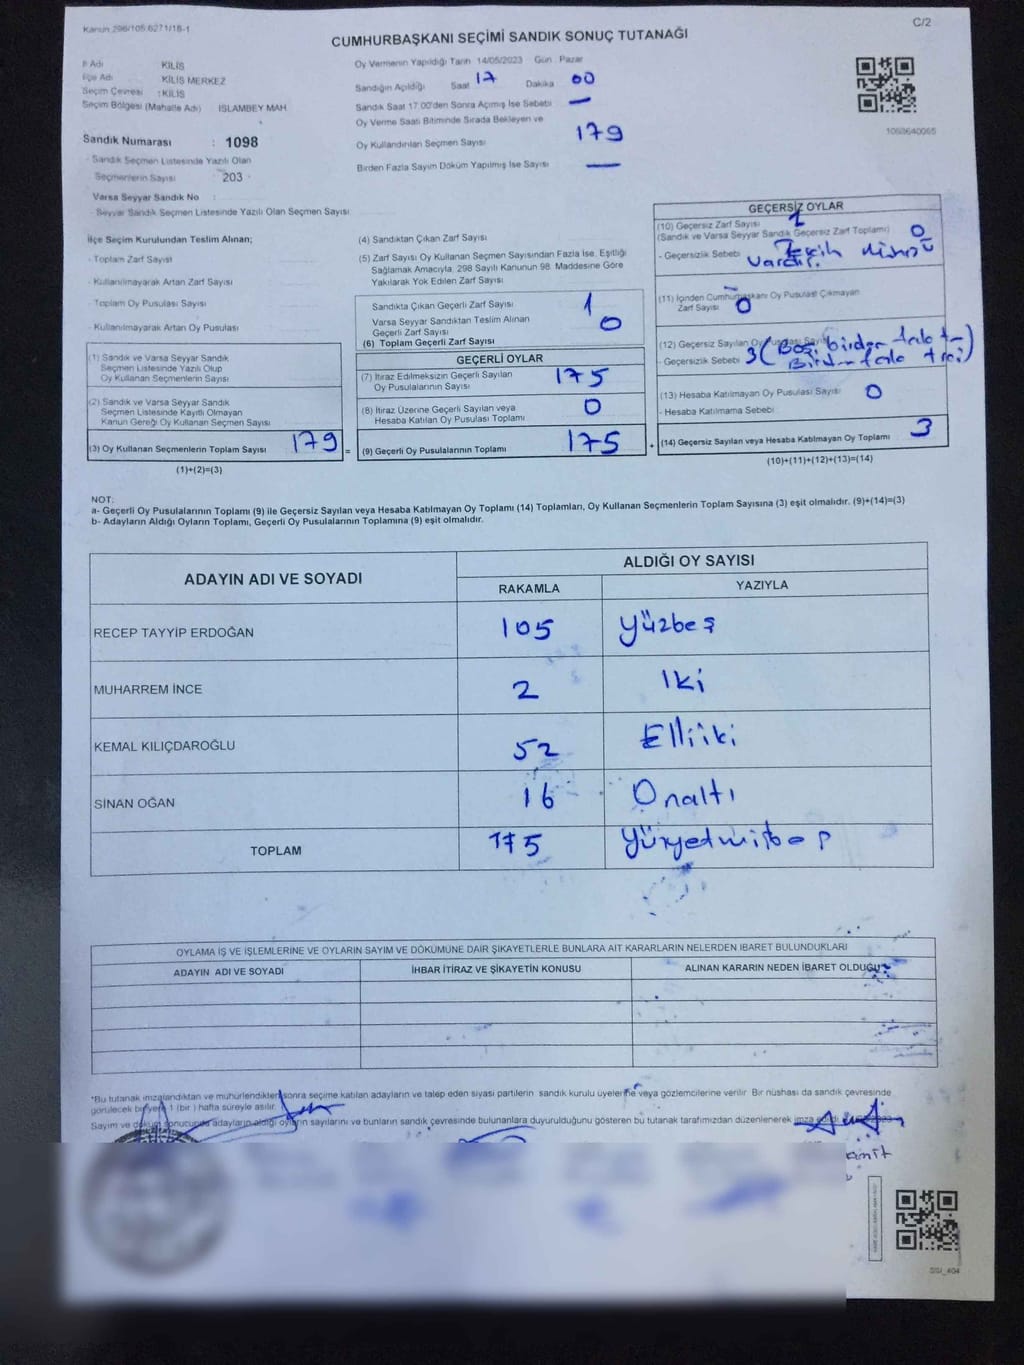 Kanun 298/105 6271/18-1
C/2
CUMHURBAŞKANI SEÇİMİ SANDIK SONUÇ TUTANAĞI
İl Adı KİLİS
İlçe Adı KİLİS MERKEZ
Seçim Çevresi : KİLİS
Seçim Bölgesi (Mahalle Adı) İSLAMBEY MAH.
Sandık Numarası : 1098
Sandık Seçmen Listesinde Yazılı Olan
Seçmenlerin Sayısı 203
Varsa Seyyar Sandık No :
Seyyar Sandık Seçmen Listesinde Yazılı Olan Seçmen Sayısı
Oy Vermenin Yapıldığı Tarih 14/05/2023 Gün : Pazar
Sandığın Açıldığı Saat 17 Dakika 00
Sandık Saat 17:00'den Sonra Açmış İse Sebebi —
Oy Verme Saati Bitiminde Sırada Bekleyen ve
Oy Kullandırılan Seçmen Sayısı 179
Birden Fazla Sayım Döküm Yapılmış İse Sayısı —
1068640065
İlçe Seçim Kurulundan Teslim Alınan;
- Toplam Zarf Sayısı
- Kullanılmayarak Artan Zarf Sayısı
- Toplam Oy Pusulası Sayısı
- Kullanılmayarak Artan Oy Pusulası
(1) Sandık ve Varsa Seyyar Sandık
Seçmen Listesinde Yazılı Olup
Oy Kullanan Seçmenlerin Sayısı
(2) Sandık ve Varsa Seyyar Sandık
Seçmen Listesinde Kayıtlı Olmayan
Kanun Gereği Oy Kullanan Seçmen Sayısı
(3) Oy Kullanan Seçmenlerin Toplam Sayısı 179 =
(1)+(2)=(3)
(4) Sandıktan Çıkan Zarf Sayısı
(5) Zarf Sayısı Oy Kullanan Seçmen Sayısından Fazla İse, Eşitliği
Sağlamak Amacıyla, 298 Sayılı Kanunun 98. Maddesine Göre
Yakılarak Yok Edilen Zarf Sayısı
Sandıkta Çıkan Geçerli Zarf Sayısı 1
Varsa Seyyar Sandıktan Teslim Alınan
Geçerli Zarf Sayısı 0
(6) Toplam Geçerli Zarf Sayısı
GEÇERLİ OYLAR
(7) İtiraz Edilmeksizin Geçerli Sayılan
Oy Pusulalarının Sayısı 175
(8) İtiraz Üzerine Geçerli Sayılan veya
Hesaba Katılan Oy Pusulası Toplamı 0
(9) Geçerli Oy Pusulalarının Toplamı 175 +
GEÇERSİZ OYLAR
(10) Geçersiz Zarf Sayısı 1
(Sandık ve Varsa Seyyar Sandık Geçersiz Zarf Toplamı) 0
- Geçersizlik Sebebi
(11) İçinden Cumhurbaşkanı Oy Pusulası Çıkmayan
Zarf Sayısı 0
(12) Geçersiz Sayılan Oy Pusulası Sayısı
- Geçersizlik Sebebi 3
(13) Hesaba Katılmayan Oy Pusulası Sayısı 0
- Hesaba Katılmama Sebebi
(14) Geçersiz Sayılan veya Hesaba Katılmayan Oy Toplamı 3
(10)+(11)+(12)+(13)=(14)
NOT:
a- Geçerli Oy Pusulalarının Toplamı (9) ile Geçersiz Sayılan veya Hesaba Katılmayan Oy Toplamı (14) Toplamları, Oy Kullanan Seçmenlerin Toplam Sayısına (3) eşit olmalıdır. (9)+(14)=(3)
b- Adayların Aldığı Oyların Toplamı, Geçerli Oy Pusulalarının Toplamına (9) eşit olmalıdır.
ADAYIN ADI VE SOYADI
ALDIĞI OY SAYISI
RAKAMLA YAZIYLA
RECEP TAYYİP ERDOĞAN 105 Yüzbeş
MUHARREM İNCE 2 İki
KEMAL KILIÇDAROĞLU 52 Elliiki
SİNAN OĞAN 16 Onaltı
TOPLAM 175
OYLAMA İŞ VE İŞLEMLERİNE VE OYLARIN SAYIM VE DÖKÜMÜNE DAİR ŞİKAYETLERLE BUNLARA AİT KARARLARIN NELERDEN İBARET BULUNDUKLARI
ADAYIN ADI VE SOYADI İHBAR İTİRAZ VE ŞİKAYETİN KONUSU ALINAN KARARIN NEDEN İBARET OLDUĞU
*Bu tutanak imzalandıktan ve mühürlendikten sonra seçime katılan adayların ve talep eden siyasi partilerin sandık kurulu üyelerine veya gözlemcilerine verilir. Bir nüshası da sandık çevresinde
görülecek bir yere 1 (bir) hafta süreyle asılır.
Sayım ve döküm sonucunda adayların aldığı oyların sayılarını ve bunların sandık çevresinde bulunanlara duyurulduğunu gösteren bu tutanak tarafımızdan düzenlenerek